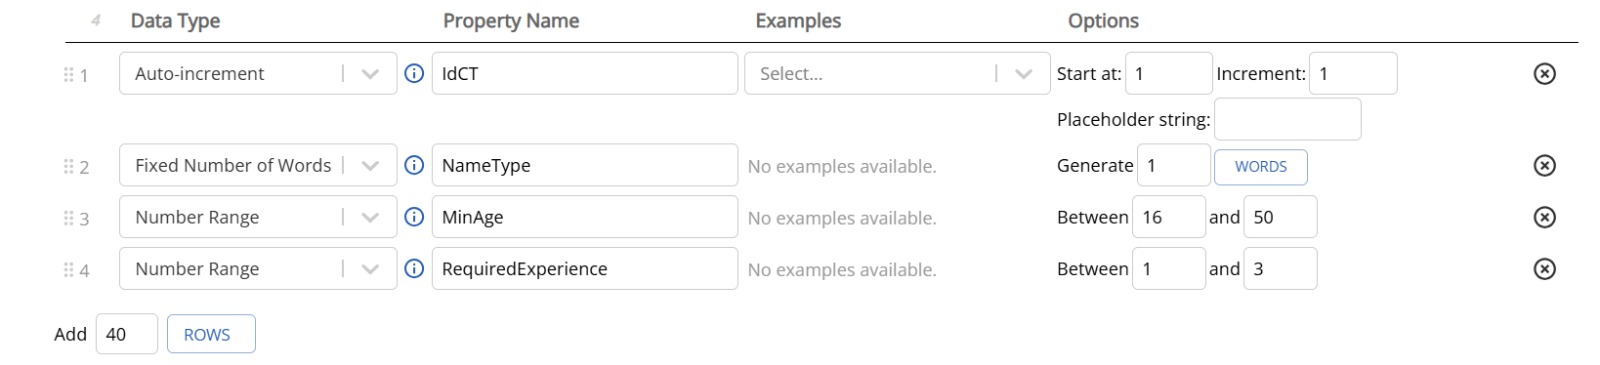 4 Data Type Property Name Examples Options
1 Auto-increment IdCT Select... Start at: 1 Increment: 1
Placeholder string:
2 Fixed Number of Words NameType No examples available. Generate 1 WORDS
3 Number Range MinAge No examples available. Between 16 and 50
4 Number Range RequiredExperience No examples available. Between 1 and 3
Add 40 ROWS